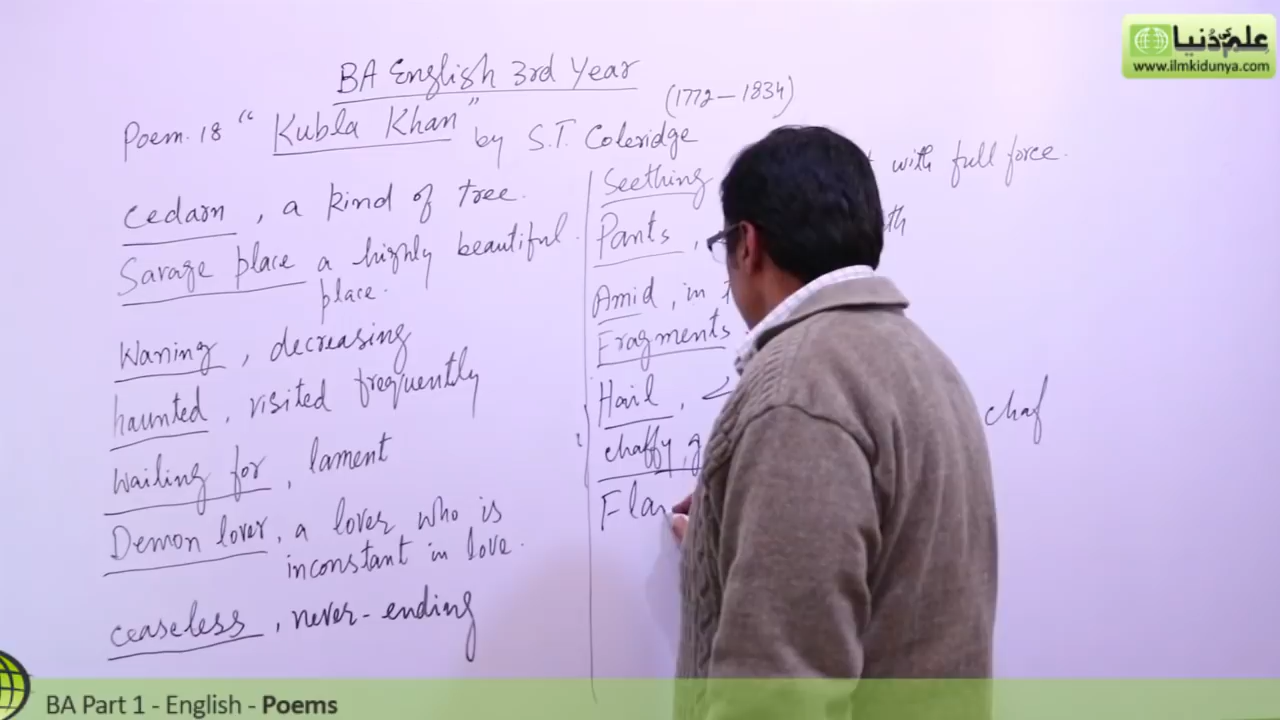 علم کی دُنیا
www.ilmkidunya.com
BA English 3rd Year
(1772-1834)
Poem. 18 "Kubla Khan" by S.T. Coleridge
Cedarn, a kind of tree.
Savage place a highly beautiful
place.
Waning, decreasing
haunted, visited frequently
Wailing for, lament
Demon lover, a lover who is
inconstant in love.
ceaseless, never-ending
Seething with full force.
Pants,
Amid, in
Fragments
Hail,
chaffy, chaf
Fla
BA Part 1 - English - Poems